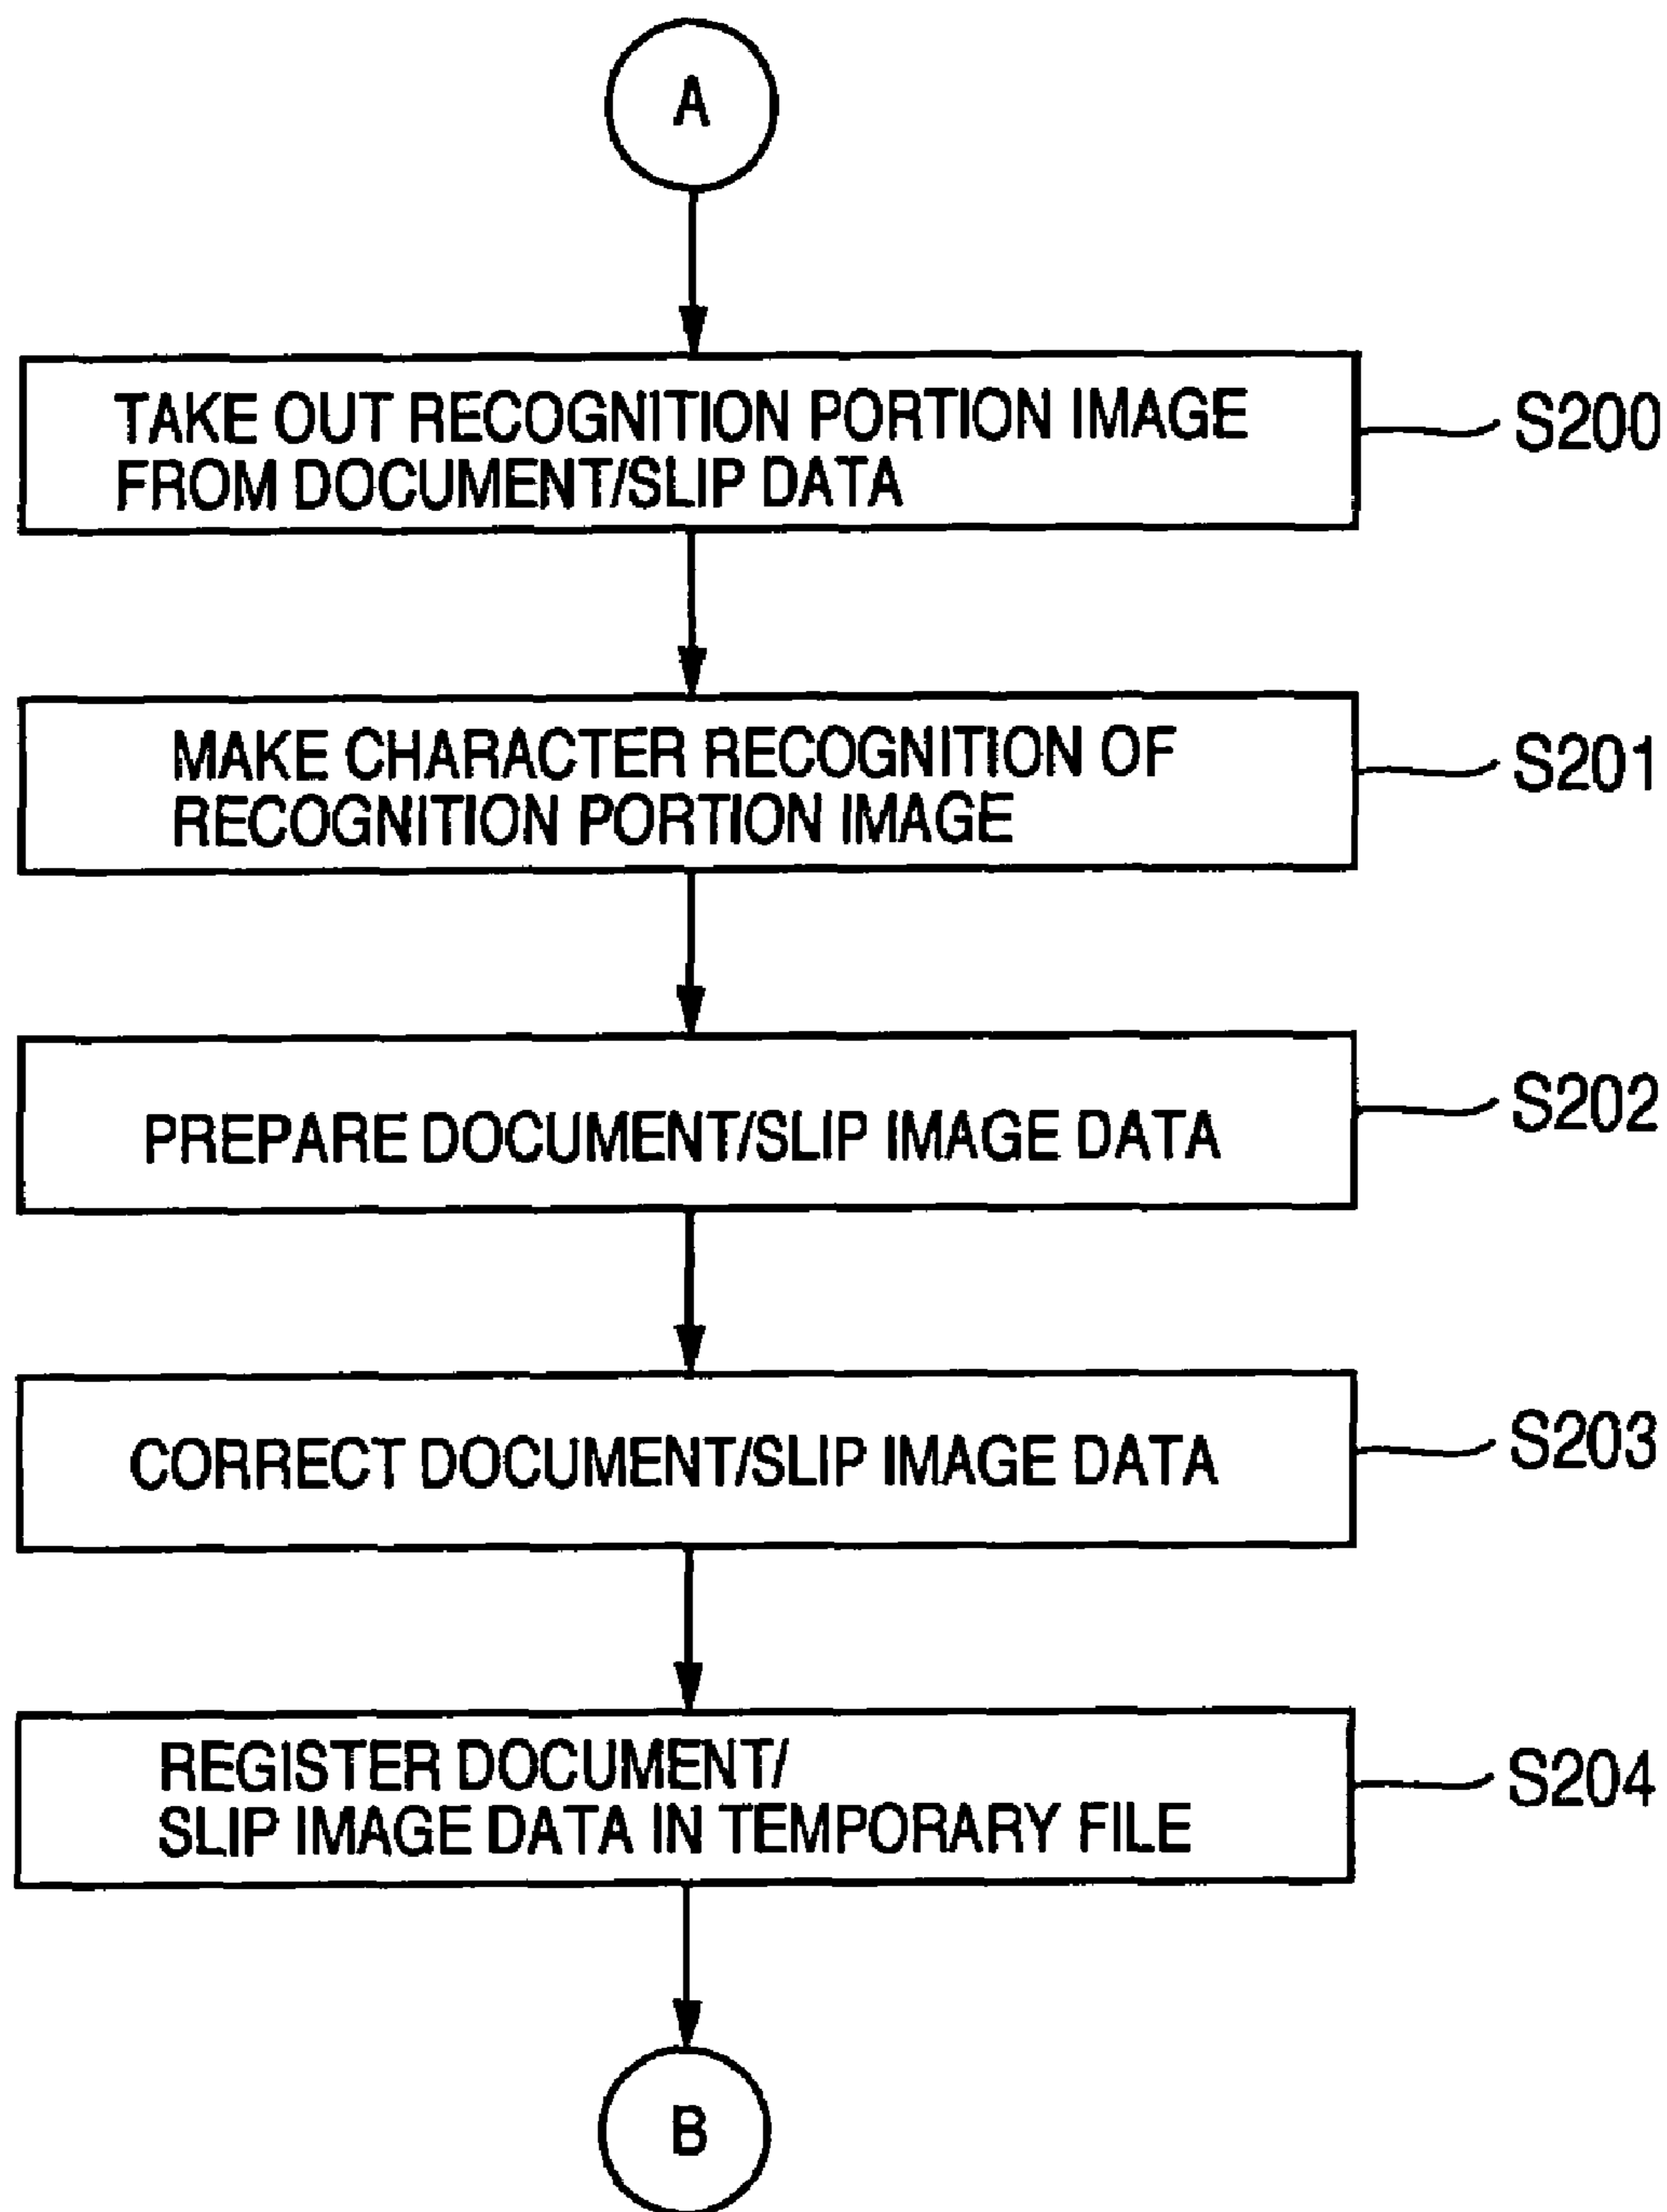 A
TAKE OUT RECOGNITION PORTION IMAGE
FROM DOCUMENT/SLIP DATA
S200
MAKE CHARACTER RECOGNITION OF
RECOGNITION PORTION IMAGE
S201
PREPARE DOCUMENT/SLIP IMAGE DATA
S202
CORRECT DOCUMENT/SLIP IMAGE DATA
S203
REGISTER DOCUMENT/
SLIP IMAGE DATA IN TEMPORARY FILE
S204
B